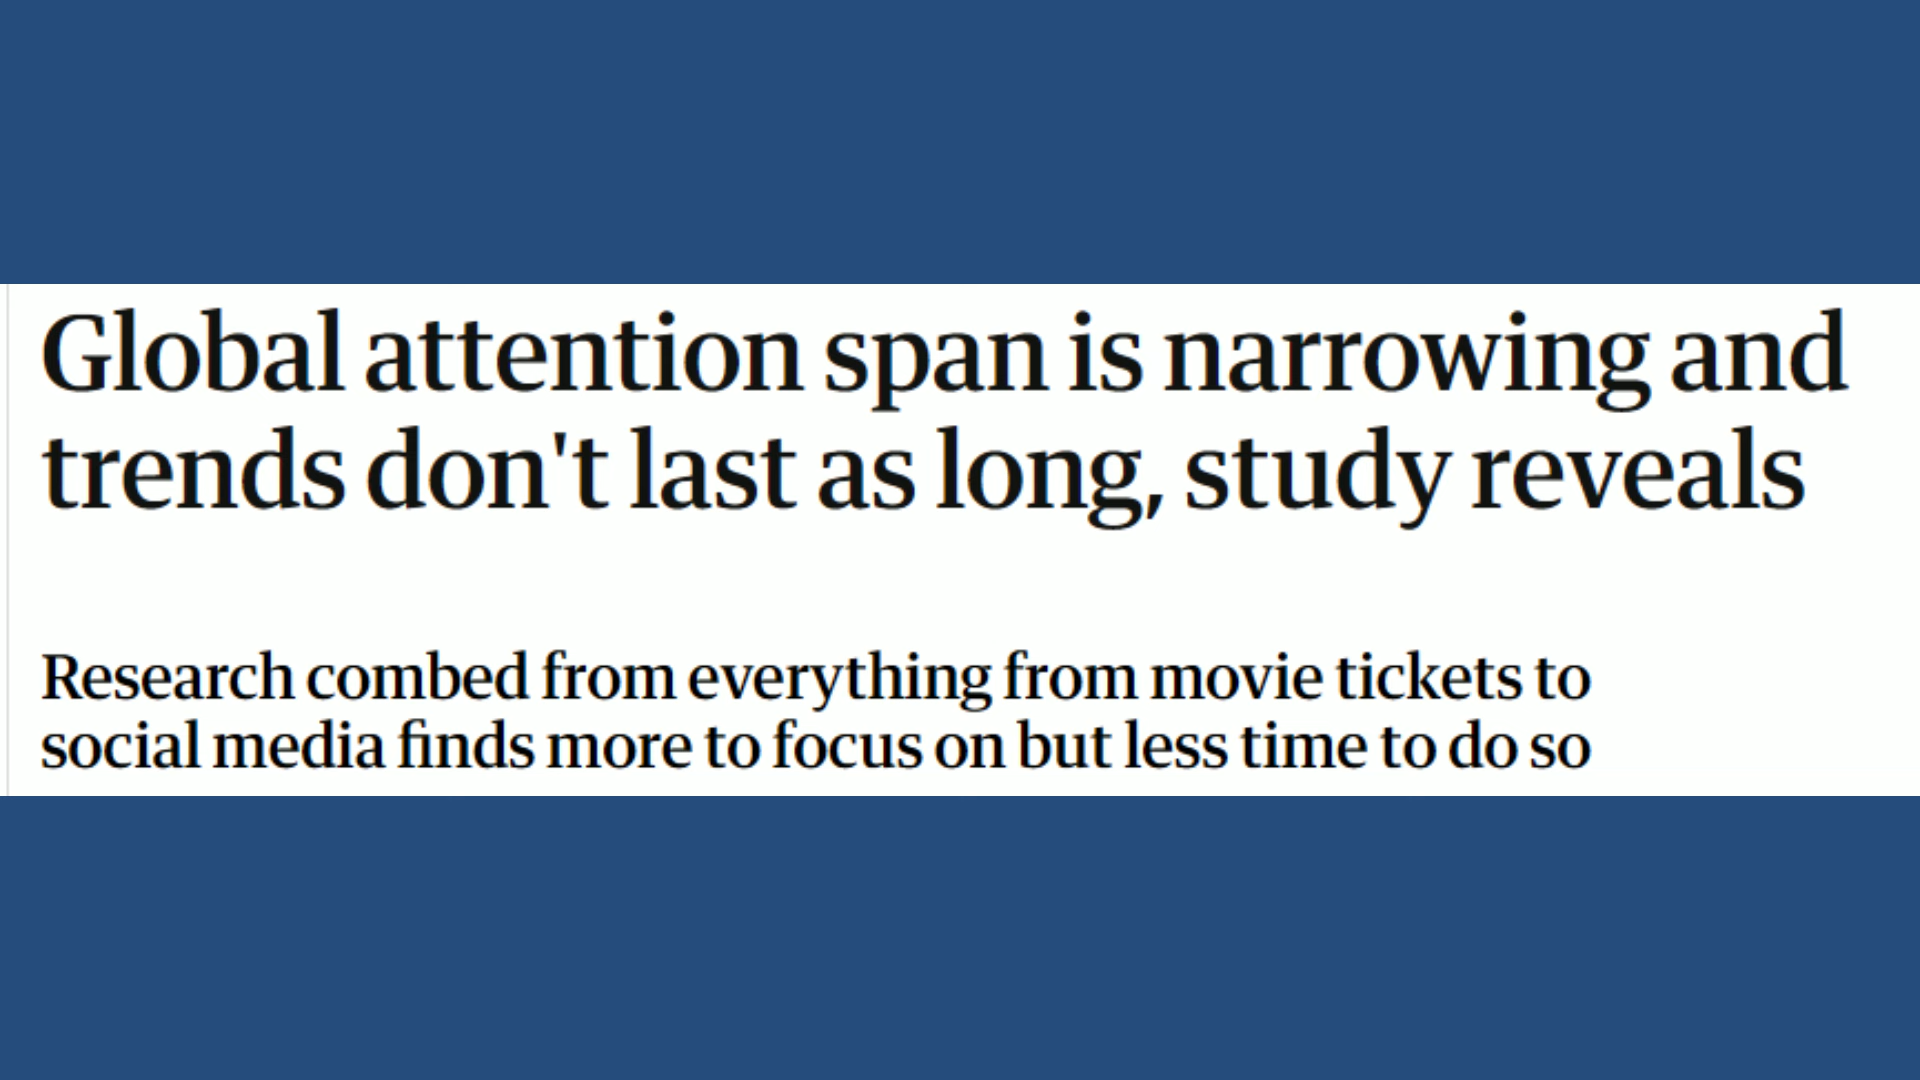 Global attention span is narrowing and
trends don't last as long, study reveals
Research combed from everything from movie tickets to
social media finds more to focus on but less time to do so